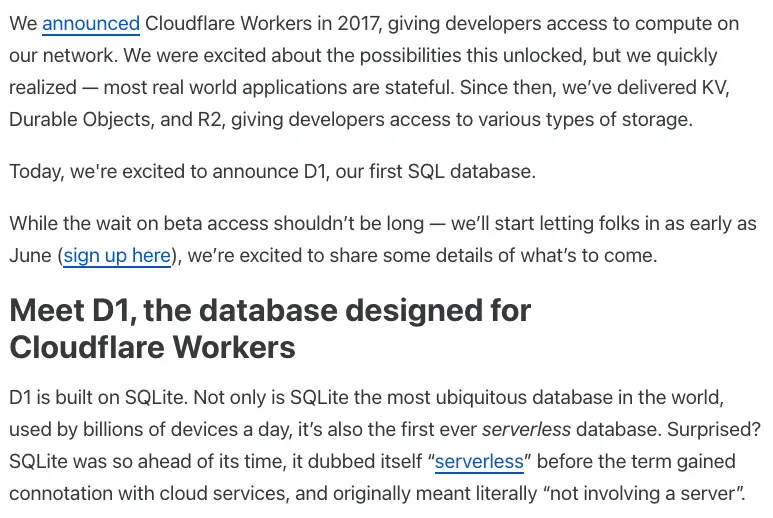 We announced Cloudflare Workers in 2017, giving developers access to compute on
our network. We were excited about the possibilities this unlocked, but we quickly
realized — most real world applications are stateful. Since then, we’ve delivered KV,
Durable Objects, and R2, giving developers access to various types of storage.
Today, we're excited to announce D1, our first SQL database.
While the wait on beta access shouldn’t be long — we’ll start letting folks in as early as
June (sign up here), we’re excited to share some details of what’s to come.
Meet D1, the database designed for
Cloudflare Workers
D1 is built on SQLite. Not only is SQLite the most ubiquitous database in the world,
used by billions of devices a day, it’s also the first ever serverless database. Surprised?
SQLite was so ahead of its time, it dubbed itself “serverless” before the term gained
connotation with cloud services, and originally meant literally “not involving a server”.